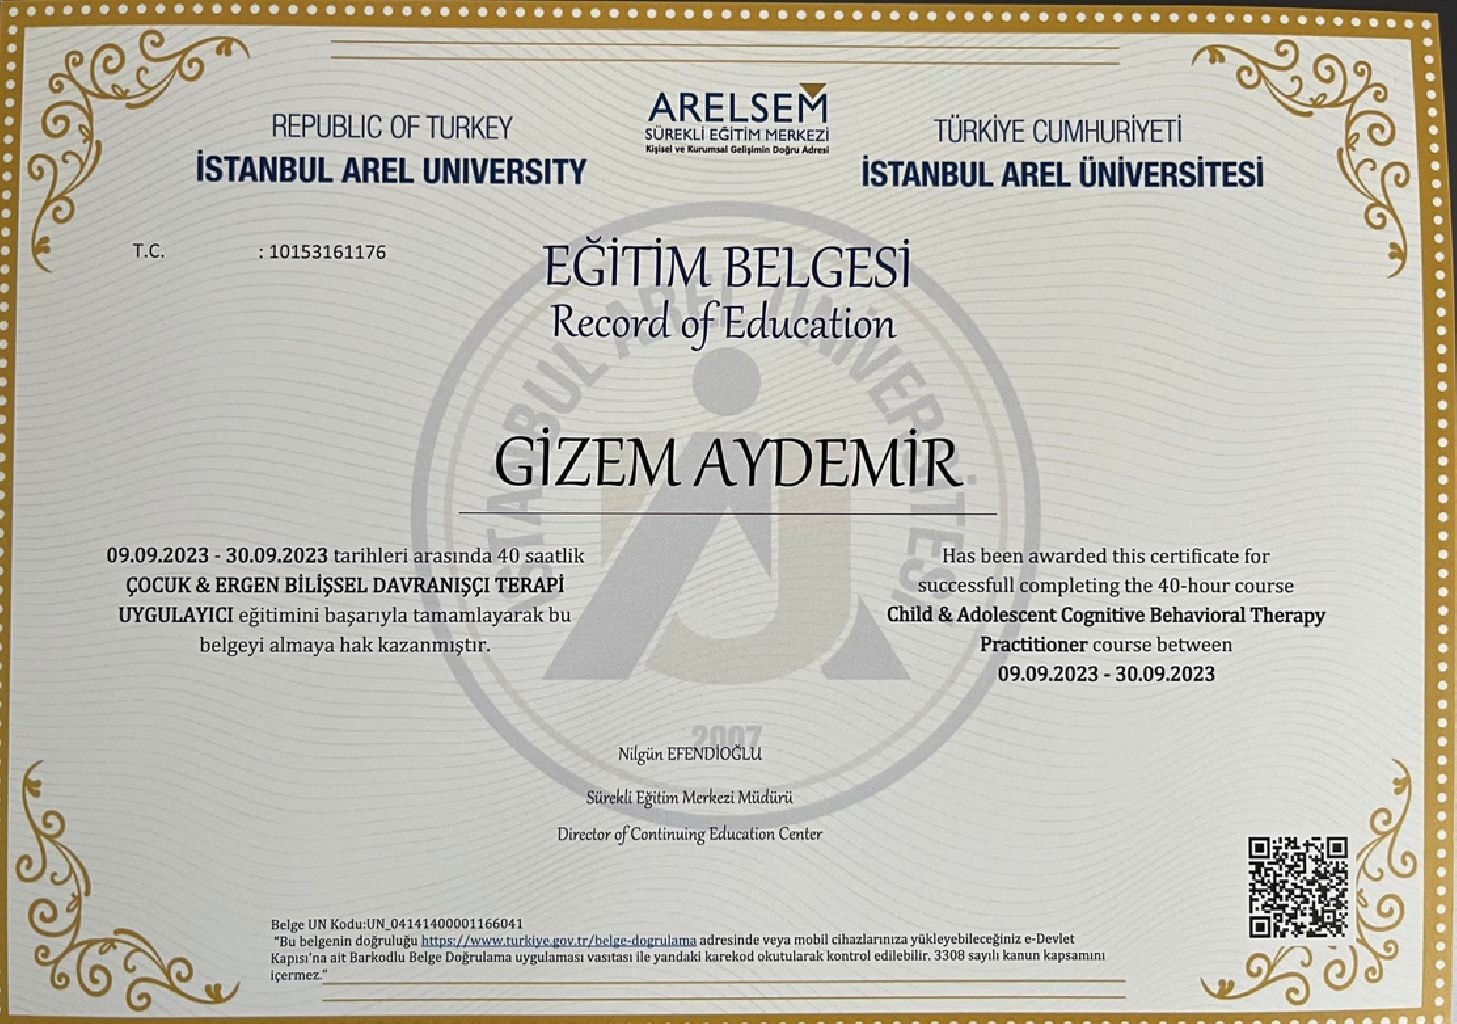 REPUBLIC OF TURKEY
İSTANBUL AREL UNIVERSITY
ARELSEM
SÜREKLİ EĞİTİM MERKEZİ
Kişisel ve Kurumsal Gelişimin Doğru Adresi
TÜRKİYE CUMHURİYETİ
İSTANBUL AREL ÜNİVERSİTESİ
T.C. : 10153161176
EĞİTİM BELGESİ
Record of Education
İSTANBUL AREL ÜNİVERSİTESİ
GİZEM AYDEMİR
09.09.2023 - 30.09.2023 tarihleri arasında 40 saatlik
ÇOCUK & ERGEN BİLİŞSEL DAVRANIŞÇI TERAPİ
UYGULAYICI eğitimini başarıyla tamamlayarak bu
belgeyi almaya hak kazanmıştır.
Has been awarded this certificate for
successfull completing the 40-hour course
Child & Adolescent Cognitive Behavioral Therapy
Practitioner course between
09.09.2023 - 30.09.2023
2007
Nilgün EFENDİOĞLU
Sürekli Eğitim Merkezi Müdürü
Director of Continuing Education Center
Belge UN Kodu:UN_04141400001166041
"Bu belgenin doğruluğu https://www.turkiye.gov.tr/belge-dogrulama adresinde veya mobil cihazlarınıza yükleyebileceğiniz e-Devlet
Kapısı'na ait Barkodlu Belge Doğrulama uygulaması vasıtası ile yandaki karekod okutularak kontrol edilebilir. 3308 sayılı kanun kapsamını
içermez."